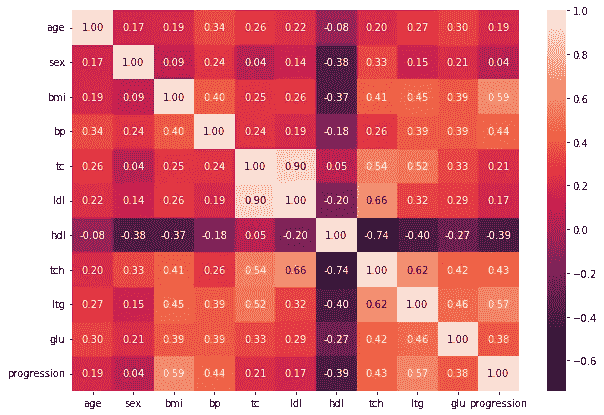 age 1.00 0.17 0.19 0.34 0.26 0.22 -0.08 0.20 0.27 0.30 0.19
sex 0.17 1.00 0.09 0.24 0.04 0.14 -0.38 0.33 0.15 0.21 0.04
bmi 0.19 0.09 1.00 0.40 0.25 0.26 -0.37 0.41 0.45 0.39 0.59
bp 0.34 0.24 0.40 1.00 0.24 0.19 -0.18 0.26 0.39 0.39 0.44
tc 0.26 0.04 0.25 0.24 1.00 0.90 0.05 0.54 0.52 0.33 0.21
ldl 0.22 0.14 0.26 0.19 0.90 1.00 -0.20 0.66 0.32 0.29 0.17
hdl -0.08 -0.38 -0.37 -0.18 0.05 -0.20 1.00 -0.74 -0.40 -0.27 -0.39
tch 0.20 0.33 0.41 0.26 0.54 0.66 -0.74 1.00 0.62 0.42 0.43
ltg 0.27 0.15 0.45 0.39 0.52 0.32 -0.40 0.62 1.00 0.46 0.57
glu 0.30 0.21 0.39 0.39 0.33 0.29 -0.27 0.42 0.46 1.00 0.38
progression 0.19 0.04 0.59 0.44 0.21 0.17 -0.39 0.43 0.57 0.38 1.00
age sex bmi bp tc ldl hdl tch ltg glu progression
1.0
0.8
0.6
0.4
0.2
0.0
-0.2
-0.4
-0.6